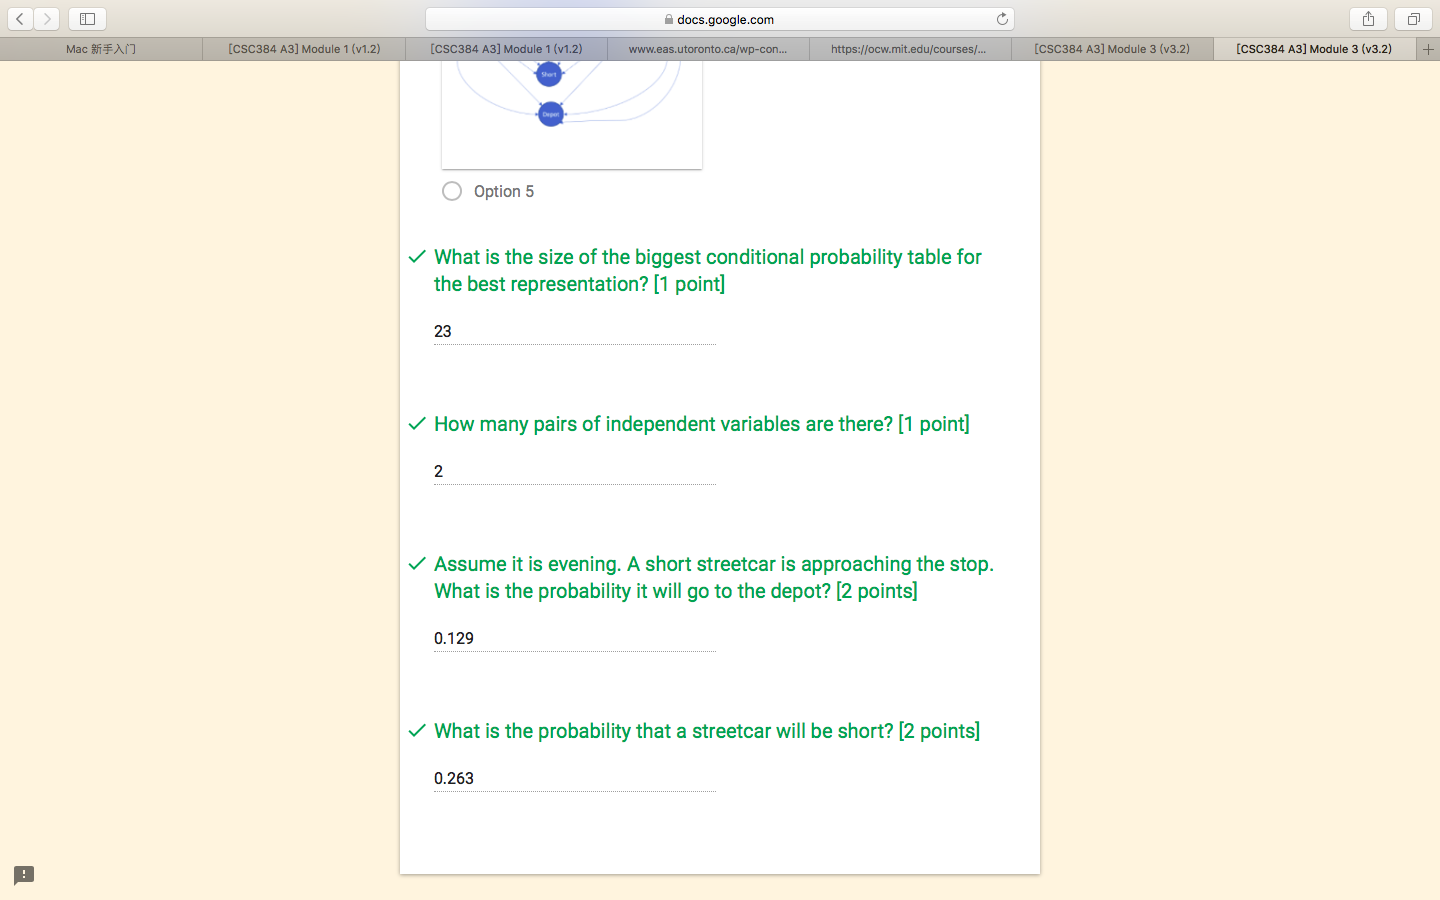 docs.google.com
Mac 新手入门
[CSC384 A3] Module 1 (v1.2)
[CSC384 A3] Module 1 (v1.2)
www.eas.utoronto.ca/wp-con...
https://ocw.mit.edu/courses/...
[CSC384 A3] Module 3 (v3.2)
[CSC384 A3] Module 3 (v3.2)
Short
Depot
Option 5
What is the size of the biggest conditional probability table for
the best representation? [1 point]
23
How many pairs of independent variables are there? [1 point]
2
Assume it is evening. A short streetcar is approaching the stop.
What is the probability it will go to the depot? [2 points]
0.129
What is the probability that a streetcar will be short? [2 points]
0.263